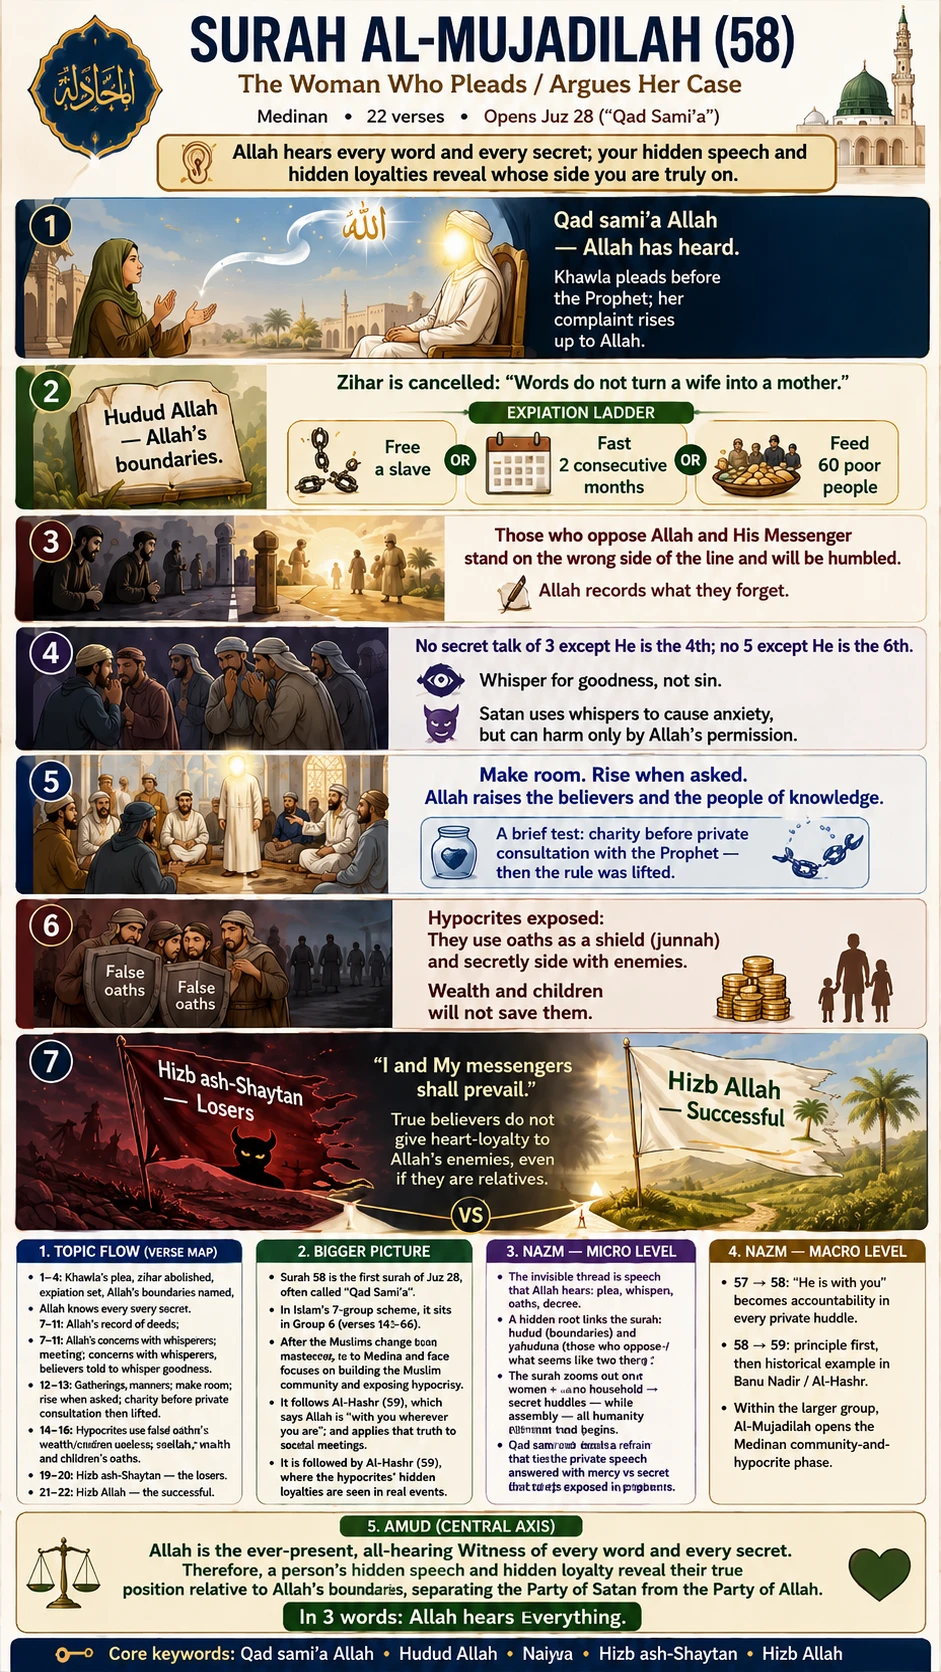 المجادلة
SURAH AL-MUJADILAH (58)
The Woman Who Pleads / Argues Her Case
Medinan • 22 verses • Opens Juz 28 (“Qad Sami’a”)
Allah hears every word and every secret; your hidden speech and
hidden loyalties reveal whose side you are truly on.
1
الله
Qad sami’a Allah
— Allah has heard.
Khawla pleads before
the Prophet; her
complaint rises
up to Allah.
2
Hudud Allah
— Allah’s
boundaries.
Zihar is cancelled: “Words do not turn a wife into a mother.”
EXPIATION LADDER
Free
a slave
OR
Fast
2 consecutive
months
OR
Feed
60 poor
people
3
Those who oppose Allah and His Messenger
stand on the wrong side of the line and will be humbled.
Allah records what they forget.
4
No secret talk of 3 except He is the 4th; no 5 except He is the 6th.
Whisper for goodness, not sin.
Satan uses whispers to cause anxiety,
but can harm only by Allah’s permission.
5
Make room. Rise when asked.
Allah raises the believers and the people of knowledge.
A brief test: charity before private
consultation with the Prophet —
then the rule was lifted.
6
False
oaths
False
oaths
Hypocrites exposed:
They use oaths as a shield (junnah)
and secretly side with enemies.
Wealth and children
will not save them.
7
Hizb ash-Shaytan
— Losers
“I and My messengers
shall prevail.”
True believers do not
give heart-loyalty to
Allah’s enemies, even
if they are relatives.
VS
Hizb Allah
— Successful
1. TOPIC FLOW (VERSE MAP)
• 1–4: Khawla’s plea, zihar abolished,
expiation set, Allah’s boundaries named,
• Allah knows every svery secret.
7–11: Allah’s record of deeds;
• 7–11: Allah’s concerns with whisperers;
meeting; concerns with whisperers,
believers told to whisper goodness.
• 12–13: Gatherings, manners; make room;
rise when asked; charity before private
consultation then lifted.
• 14–16: Hypocrites use falsd
and children’s oaths.
• 19–20: Hizb ash-Shaytan — the losers.
• 21–22: Hizb Allah — the successful.
2. BIGGER PICTURE
• Surah 58 is the first surah of Juz 28,
often called “Qad Sami’a”.
• In Islam’s 7-group scheme, it sits
in Group 6 (verses
• After the Muslims change
to Medina and face
focuses on building the Muslim
community and exposing hypocrisy.
• It follows Al-Hashr (59), which
says Allah is “with you wherever
you are”; and applies that truth to
societal meetings.
• It is followed by Al-Hashr (59),
where the hypocrites’ hidden
loyalties are seen in real events.
3. NAZM — MICRO LEVEL
• The invisible thread is speech
that Allah hears: plea, whispen,
oaths, decree.
• A hidden root links the surah:
hudud (boundaries) and
yahuduna (those who oppose-/
what seems like two
• The surah zooms out
women + household →
secret huddles — while
assembly — all humanity
begins.
• Qad a refrain
that ties the private speech
answered with mercy vs secret
exposed in
4. NAZM — MACRO LEVEL
• 57 → 58: “He is with you”
becomes accountability in
every private huddle.
• 58 → 59: principle first,
then historical example in
Banu Nadir / Al-Hashr.
• Within the larger group,
Al-Mujadilah opens the
Medinan community-and-
hypocrite phase.
5. AMUD (CENTRAL AXIS)
Allah is the ever-present, all-hearing Witness of every word and every secret.
Therefore, a person’s hidden speech and hidden loyalty reveal their true
position relative to Allah’s boundaries, separating the Party of Satan from the Party of Allah.
In 3 words: Allah hears Everything.
Core keywords: Qad sami’a Allah • Hudud Allah • Naiwa • Hizb ash-Shaytan • Hizb Allah